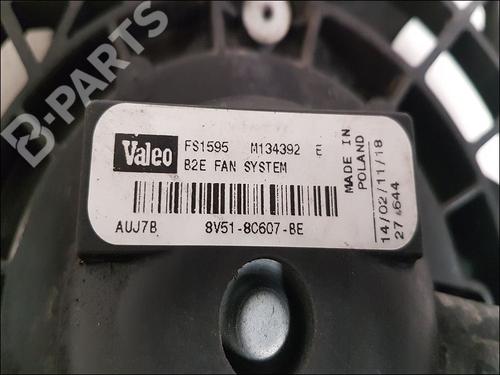 B-PARTS
Valeo
FS1595 M134392 E
B2E FAN SYSTEM
AUJ7B 8V51-8C607-BE
MADE IN
POLAND
14/02/11/18
27 644